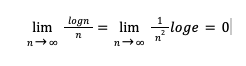 lim n→∞ logn/n = lim n→∞ 1/n² loge = 0